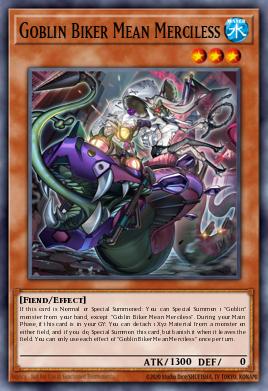 Goblin Biker Mean Merciless
WATER
水
[FIEND/EFFECT]
If this card is Normal or Special Summoned: You can Special Summon 1 "Goblin"
monster from your hand, except "Goblin Biker Mean Merciless". During your Main
Phase, if this card is in your GY: You can detach 1 Xyz Material from a monster on
either field, and if you do, Special Summon this card, but banish it when it leaves the
field. You can only use each effect of "Goblin Biker Mean Merciless" once per turn.
ATK/1300 DEF/ 0
©2020 Studio Dice/SHUEISHA, TV TOKYO, KONAMI